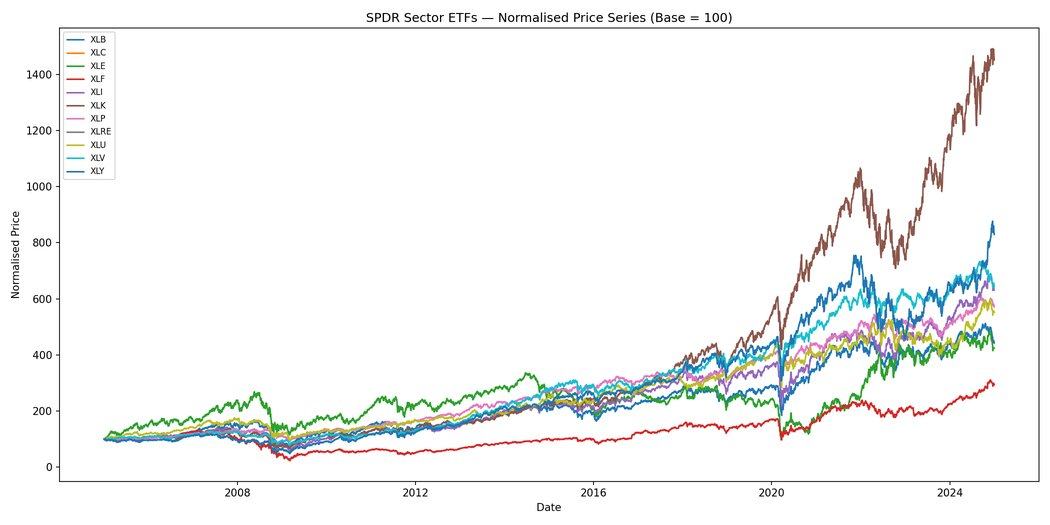 SPDR Sector ETFs — Normalised Price Series (Base = 100)
XLB
XLC
XLE
XLF
XLI
XLK
XLP
XLRE
XLU
XLV
XLY
Normalised Price
1400
1200
1000
800
600
400
200
0
2008
2012
2016
2020
2024
Date